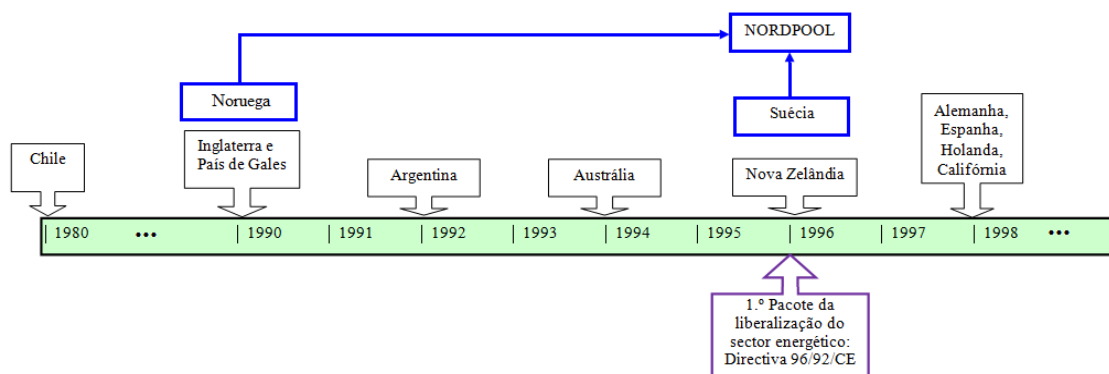 NORDPOOL
Noruega
Suécia
Chile
Inglaterra e
País de Gales
Argentina
Austrália
Nova Zelândia
Alemanha,
Espanha,
Holanda,
Califórnia
1980 ••• 1990 1991 1992 1993 1994 1995 1996 1997 1998 •••
1.º Pacote da
liberalização do
sector energético:
Directiva 96/92/CE